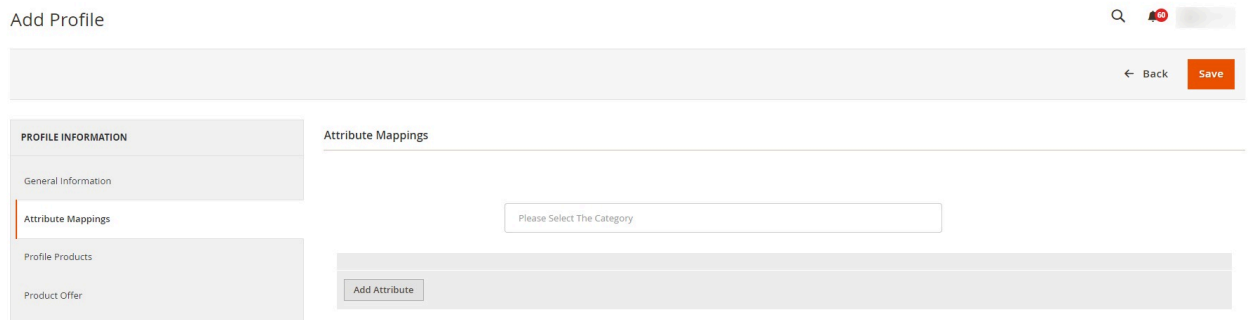 Add Profile
60
Back
Save
PROFILE INFORMATION
General Information
Attribute Mappings
Profile Products
Product Offer
Attribute Mappings
Please Select The Category
Add Attribute